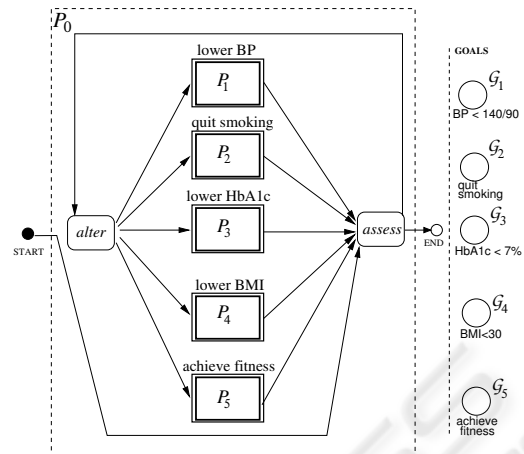 P0
lower BP
P1
quit smoking
P2
lower HbA1c
P3
lower BMI
P4
achieve fitness
P5
alter
assess
START
END
GOALS
G1
BP < 140/90
G2
quit
smoking
G3
HbA1c < 7%
G4
BMI<30
G5
achieve
fitness